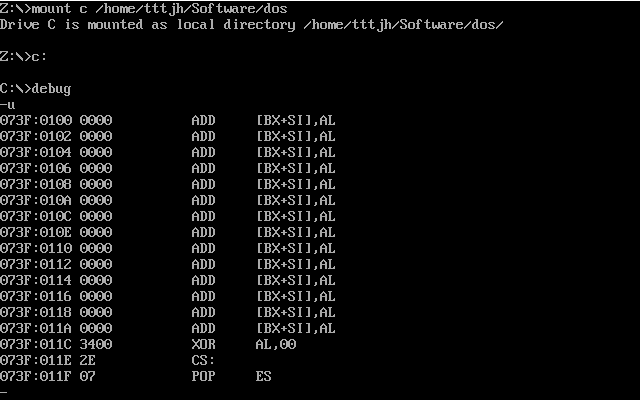 Z:\>mount c /home/tttjh/Software/dos
Drive C is mounted as local directory /home/tttjh/Software/dos/
Z:\>c:
C:\>debug
-u
073F:0100 0000 ADD [BX+SI],AL
073F:0102 0000 ADD [BX+SI],AL
073F:0104 0000 ADD [BX+SI],AL
073F:0106 0000 ADD [BX+SI],AL
073F:0108 0000 ADD [BX+SI],AL
073F:010A 0000 ADD [BX+SI],AL
073F:010C 0000 ADD [BX+SI],AL
073F:010E 0000 ADD [BX+SI],AL
073F:0110 0000 ADD [BX+SI],AL
073F:0112 0000 ADD [BX+SI],AL
073F:0114 0000 ADD [BX+SI],AL
073F:0116 0000 ADD [BX+SI],AL
073F:0118 0000 ADD [BX+SI],AL
073F:011A 0000 ADD [BX+SI],AL
073F:011C 3400 XOR AL,00
073F:011E 2E CS:
073F:011F 07 POP ES
-